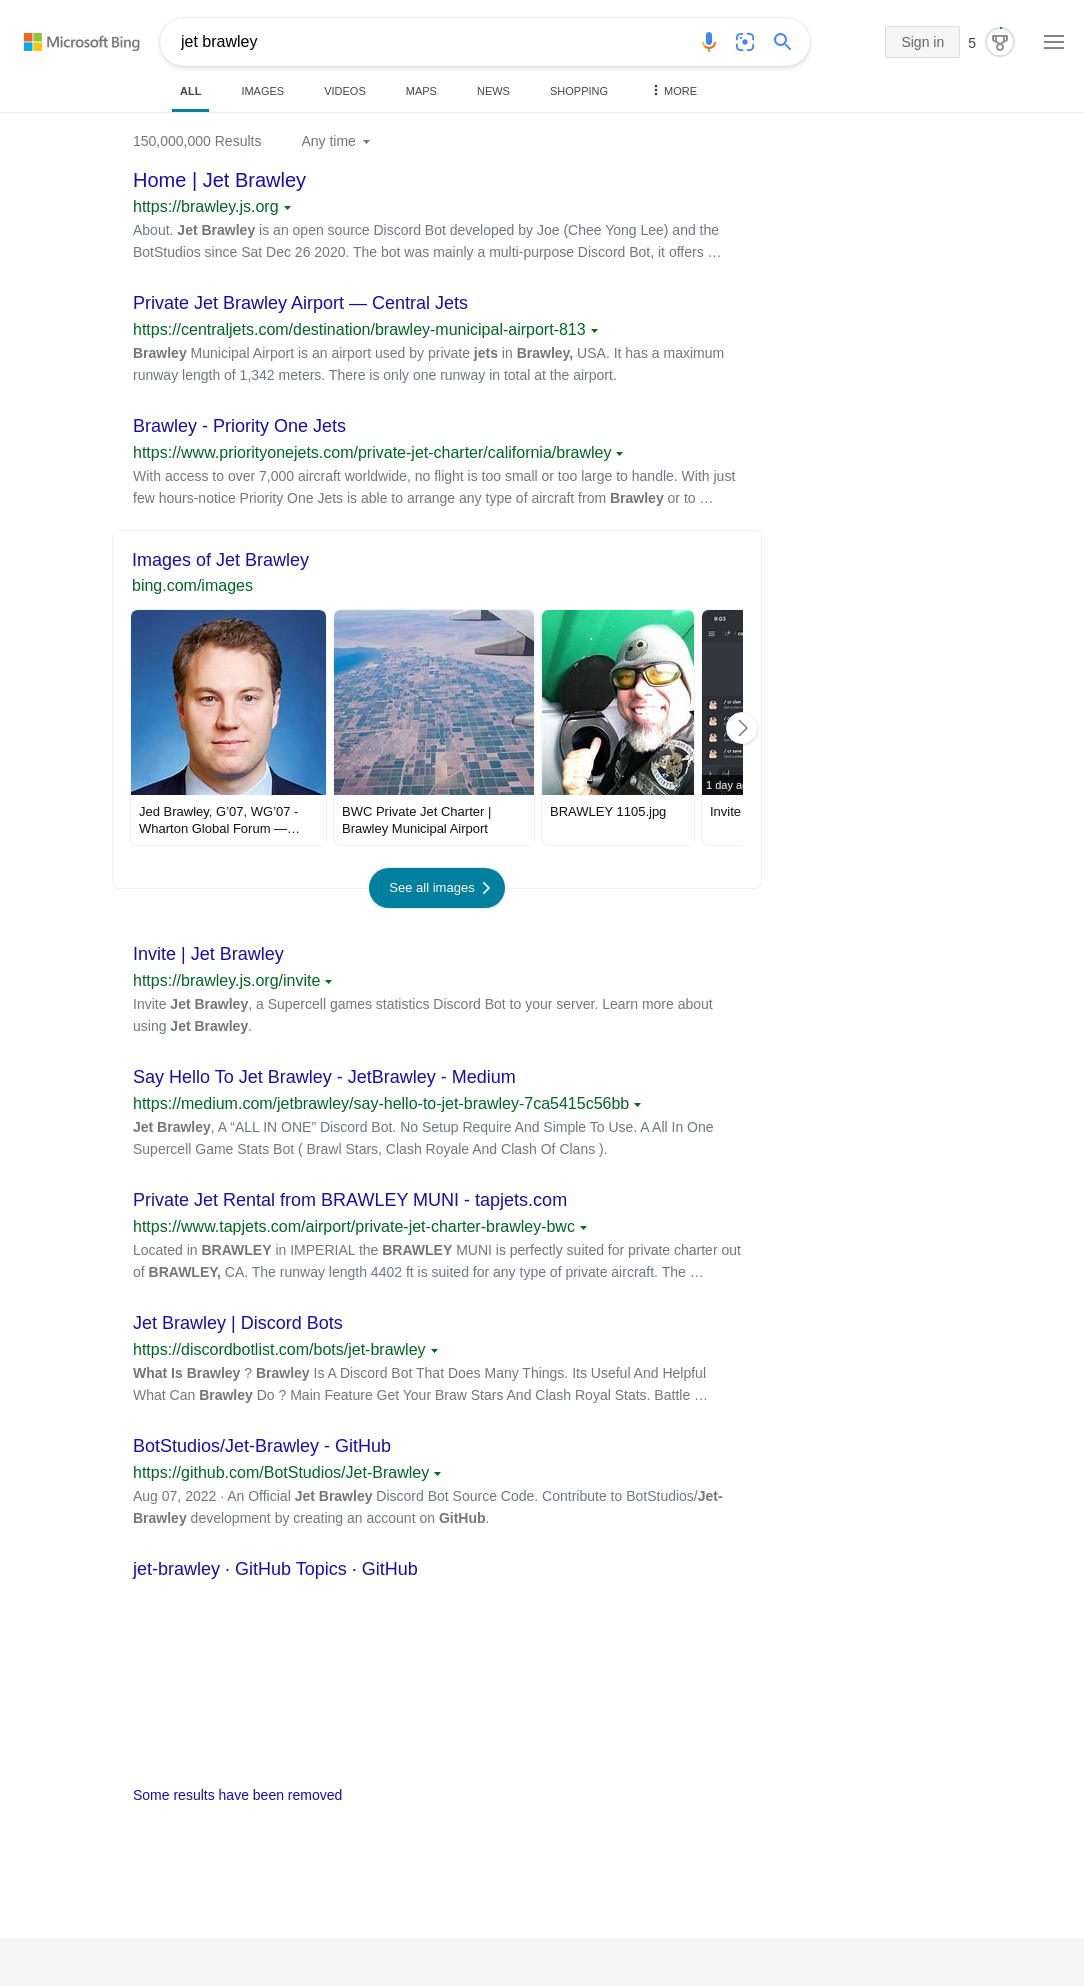 Microsoft Bing
jet brawley
Sign in
5
ALL
IMAGES
VIDEOS
MAPS
NEWS
SHOPPING
MORE
150,000,000 Results
Any time
Home | Jet Brawley
https://brawley.js.org
About. Jet Brawley is an open source Discord Bot developed by Joe (Chee Yong Lee) and the
BotStudios since Sat Dec 26 2020. The bot was mainly a multi-purpose Discord Bot, it offers …
Private Jet Brawley Airport — Central Jets
https://centraljets.com/destination/brawley-municipal-airport-813
Brawley Municipal Airport is an airport used by private jets in Brawley, USA. It has a maximum
runway length of 1,342 meters. There is only one runway in total at the airport.
Brawley - Priority One Jets
https://www.priorityonejets.com/private-jet-charter/california/brawley
With access to over 7,000 aircraft worldwide, no flight is too small or too large to handle. With just
few hours-notice Priority One Jets is able to arrange any type of aircraft from Brawley or to …
Images of Jet Brawley
bing.com/images
9:03
/ cr clan
/ cr save
1 day a
Jed Brawley, G’07, WG’07 -
Wharton Global Forum —…
BWC Private Jet Charter |
Brawley Municipal Airport
BRAWLEY 1105.jpg
Invite
See all images
Invite | Jet Brawley
https://brawley.js.org/invite
Invite Jet Brawley, a Supercell games statistics Discord Bot to your server. Learn more about
using Jet Brawley.
Say Hello To Jet Brawley - JetBrawley - Medium
https://medium.com/jetbrawley/say-hello-to-jet-brawley-7ca5415c56bb
Jet Brawley, A “ALL IN ONE” Discord Bot. No Setup Require And Simple To Use. A All In One
Supercell Game Stats Bot ( Brawl Stars, Clash Royale And Clash Of Clans ).
Private Jet Rental from BRAWLEY MUNI - tapjets.com
https://www.tapjets.com/airport/private-jet-charter-brawley-bwc
Located in BRAWLEY in IMPERIAL the BRAWLEY MUNI is perfectly suited for private charter out
of BRAWLEY, CA. The runway length 4402 ft is suited for any type of private aircraft. The …
Jet Brawley | Discord Bots
https://discordbotlist.com/bots/jet-brawley
What Is Brawley ? Brawley Is A Discord Bot That Does Many Things. Its Useful And Helpful
What Can Brawley Do ? Main Feature Get Your Braw Stars And Clash Royal Stats. Battle …
BotStudios/Jet-Brawley - GitHub
https://github.com/BotStudios/Jet-Brawley
Aug 07, 2022 · An Official Jet Brawley Discord Bot Source Code. Contribute to BotStudios/Jet-
Brawley development by creating an account on GitHub.
jet-brawley · GitHub Topics · GitHub
Some results have been removed